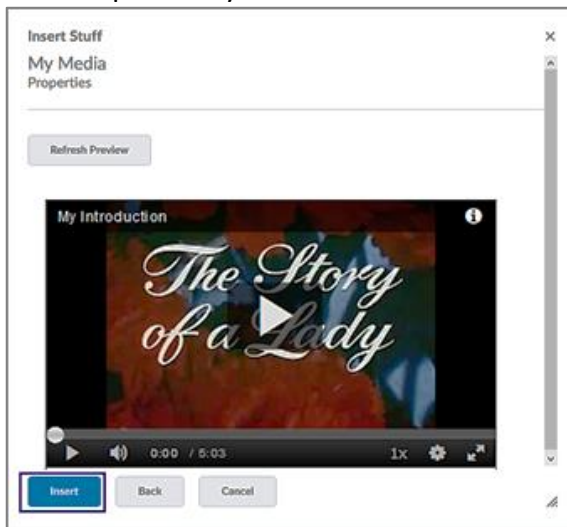 Insert Stuff
My Media
Properties
Refresh Preview
My Introduction
The Story
of a Lady
0:00 / 5:03 1x
Insert Back Cancel